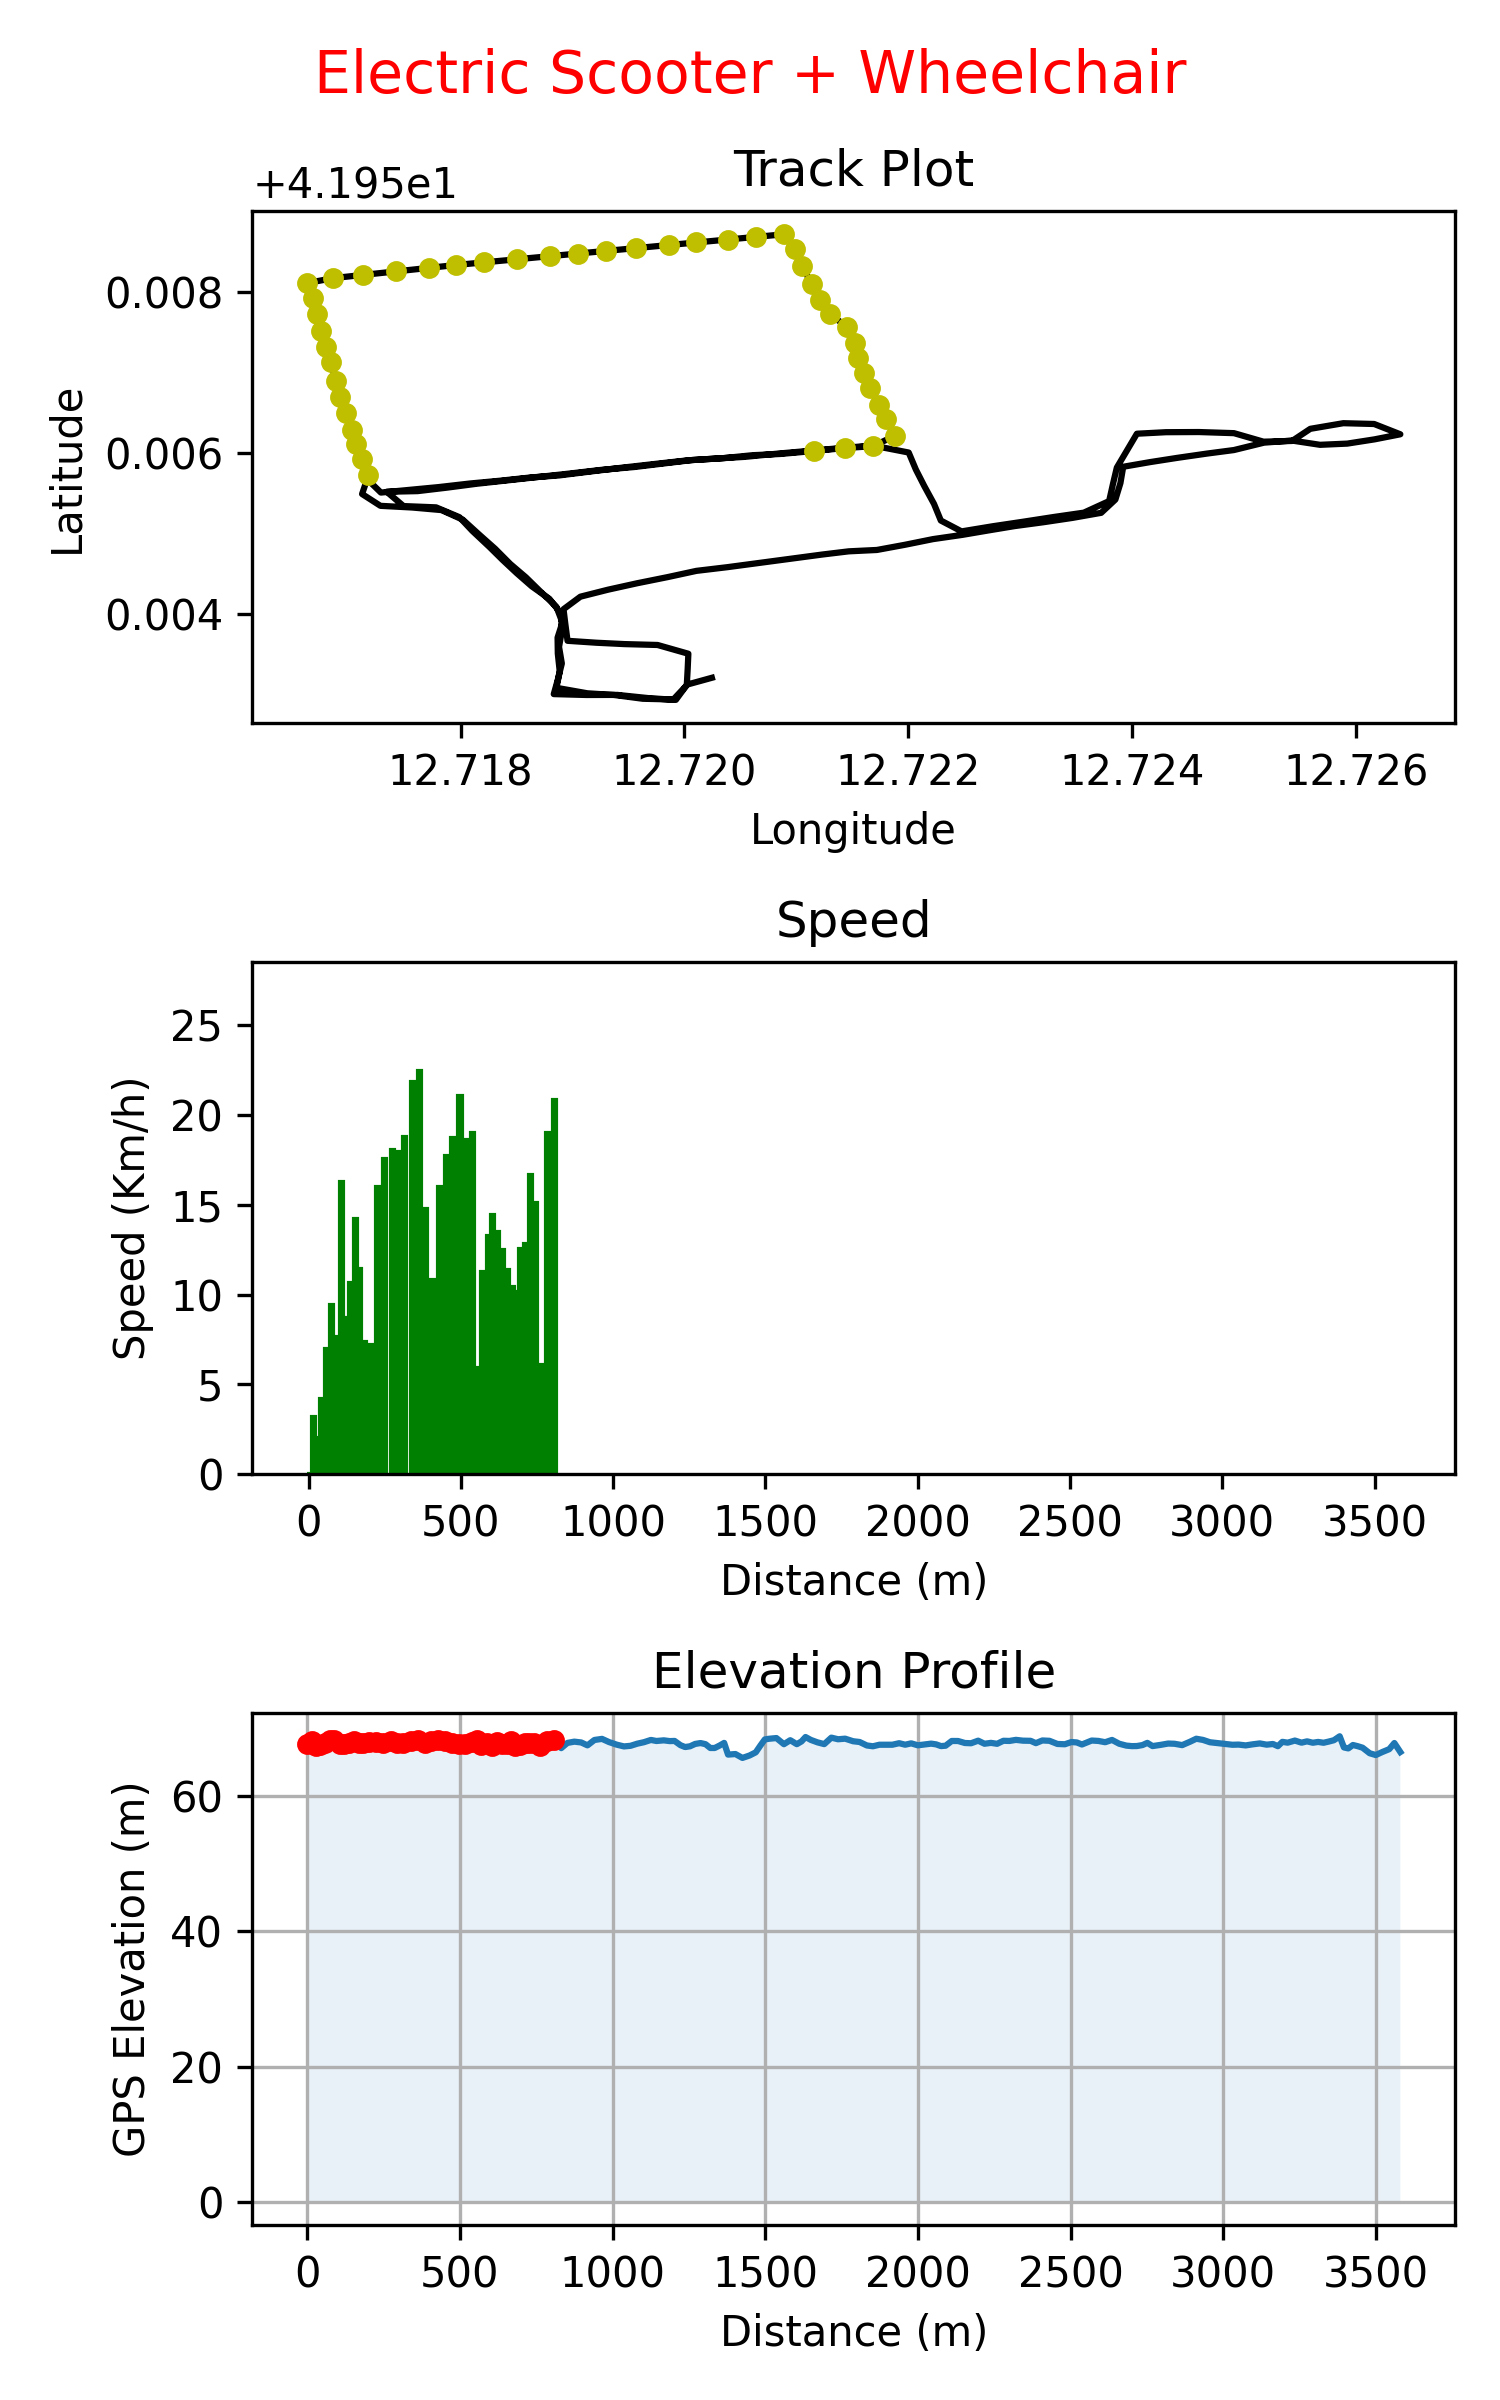 Electric Scooter + Wheelchair
Track Plot
+4.195e1
0.008
0.006
0.004
Latitude
12.718 12.720 12.722 12.724 12.726
Longitude
Speed
25
20
15
10
5
0
Speed (Km/h)
0 500 1000 1500 2000 2500 3000 3500
Distance (m)
Elevation Profile
60
40
20
0
GPS Elevation (m)
0 500 1000 1500 2000 2500 3000 3500
Distance (m)